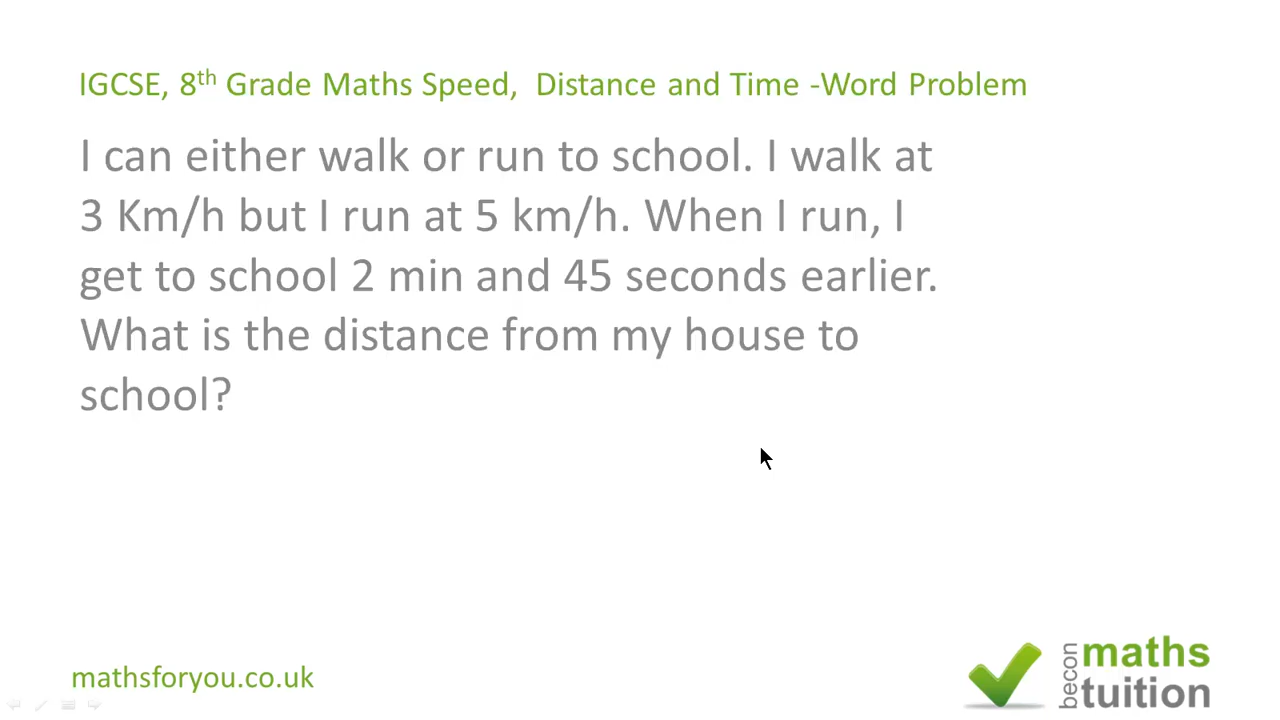 IGCSE, 8th Grade Maths Speed,  Distance and Time -Word Problem
I can either walk or run to school. I walk at
3 Km/h but I run at 5 km/h. When I run, I
get to school 2 min and 45 seconds earlier.
What is the distance from my house to
school?
mathsforyou.co.uk
becon
maths
tuition